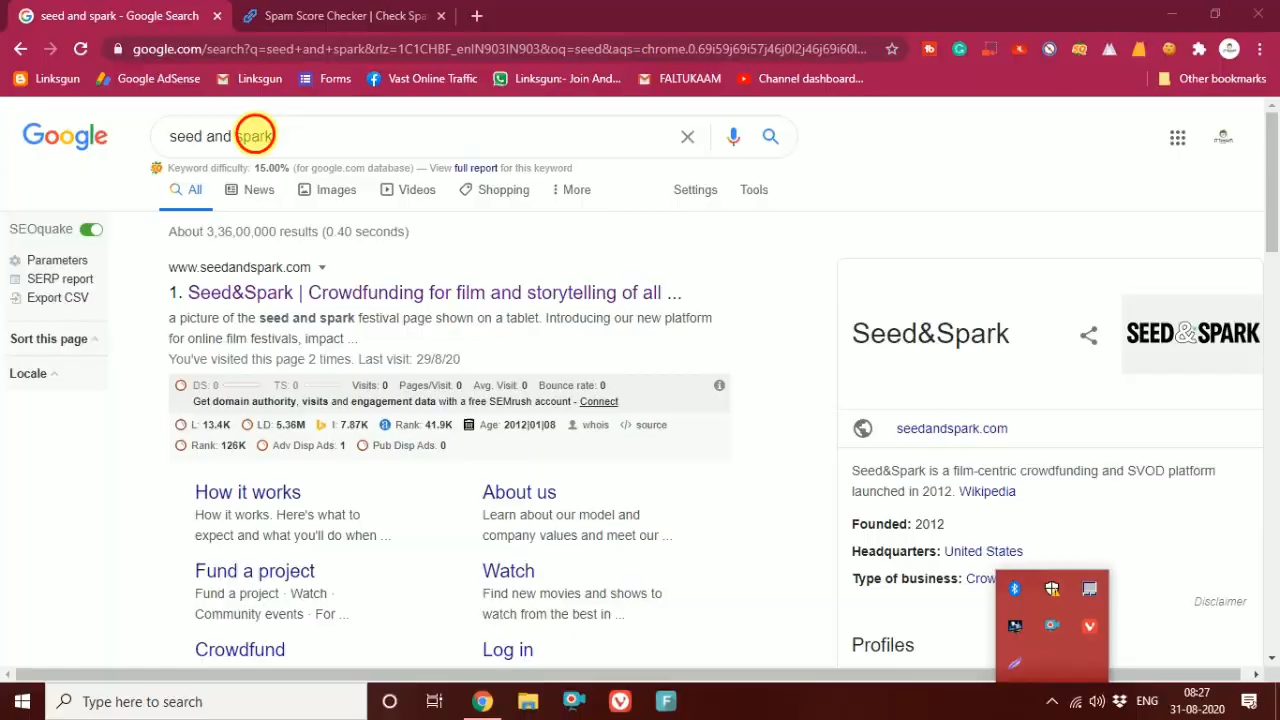 seed and spark - Google Search
Spam Score Checker | Check Spa
google.com/search?q=seed+and+spark&rlz=1C1CHBF_enIN903IN903&oq=seed&aqs=chrome.0.69i59j69i57j46j0l2j46j69i60l...
Linksgun
Google AdSense
Linksgun
Forms
Vast Online Traffic
Linksgun:- Join And...
FALTUKAAM
Channel dashboard...
Other bookmarks
Google
seed and spark
Keyword difficulty: 15.00% (for google.com database) — View full report for this keyword
All
News
Images
Videos
Shopping
More
Settings
Tools
SEOquake
Parameters
SERP report
Export CSV
Sort this page
Locale
About 3,36,00,000 results (0.40 seconds)
www.seedandspark.com
1. Seed&Spark | Crowdfunding for film and storytelling of all ...
a picture of the seed and spark festival page shown on a tablet. Introducing our new platform
for online film festivals, impact ...
You've visited this page 2 times. Last visit: 29/8/20
DS: 0 TS: 0 Visits: 0 Pages/Visit: 0 Avg. Visit: 0 Bounce rate: 0
Get domain authority, visits and engagement data with a free SEMrush account - Connect
L: 13.4K LD: 5.36M I: 7.87K Rank: 41.9K Age: 2012|01|08 whois </> source
Rank: 126K Adv Disp Ads: 1 Pub Disp Ads: 0
How it works
How it works. Here's what to
expect and what you'll do when ...
About us
Learn about our model and
company values and meet our ...
Fund a project
Fund a project · Watch ·
Community events · For ...
Watch
Find new movies and shows to
watch from the best in ...
Crowdfund
Log in
Seed&Spark
SEED&SPARK
seedandspark.com
Seed&Spark is a film-centric crowdfunding and SVOD platform
launched in 2012. Wikipedia
Founded: 2012
Headquarters: United States
Type of business: Crow
Disclaimer
Profiles
Type here to search
F
ENG
08:27
31-08-2020